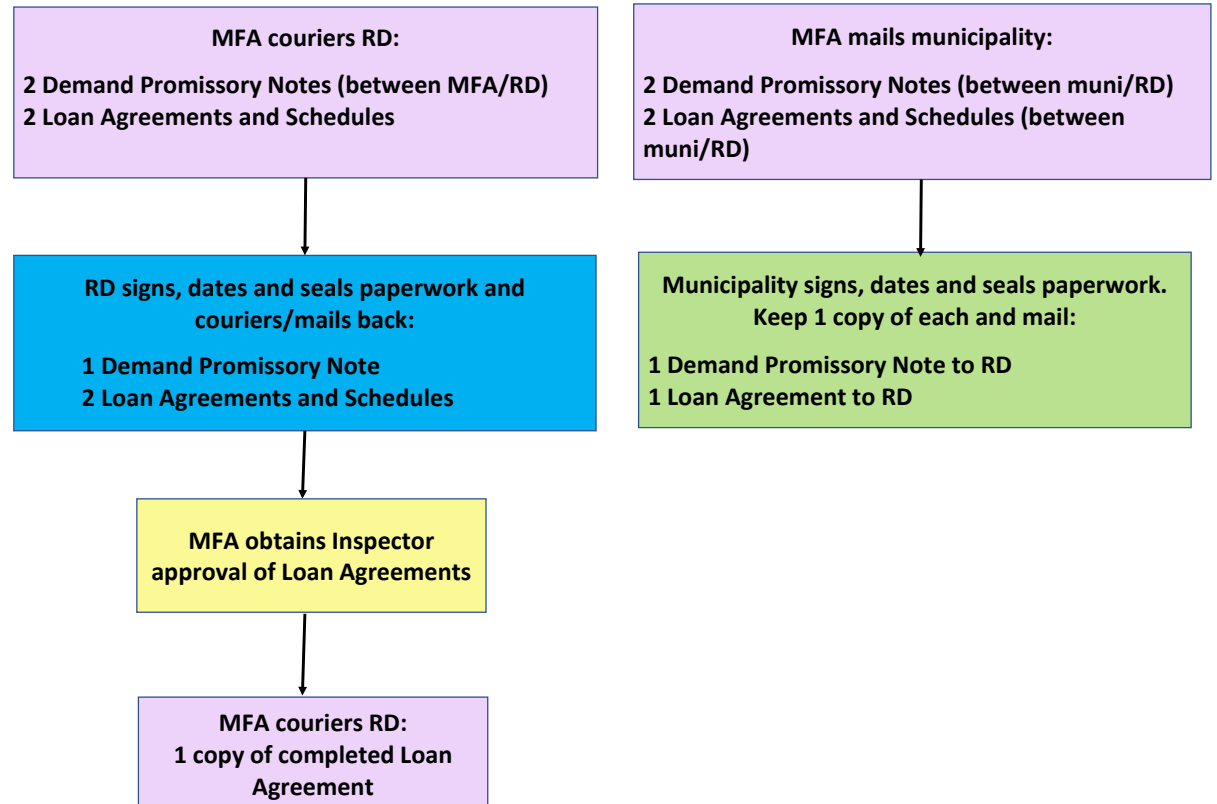 MFA couriers RD:
2 Demand Promissory Notes (between MFA/RD)
2 Loan Agreements and Schedules
MFA mails municipality:
2 Demand Promissory Notes (between muni/RD)
2 Loan Agreements and Schedules (between
muni/RD)
RD signs, dates and seals paperwork and
couriers/mails back:
1 Demand Promissory Note
2 Loan Agreements and Schedules
Municipality signs, dates and seals paperwork.
Keep 1 copy of each and mail:
1 Demand Promissory Note to RD
1 Loan Agreement to RD
MFA obtains Inspector
approval of Loan Agreements
MFA couriers RD:
1 copy of completed Loan
Agreement